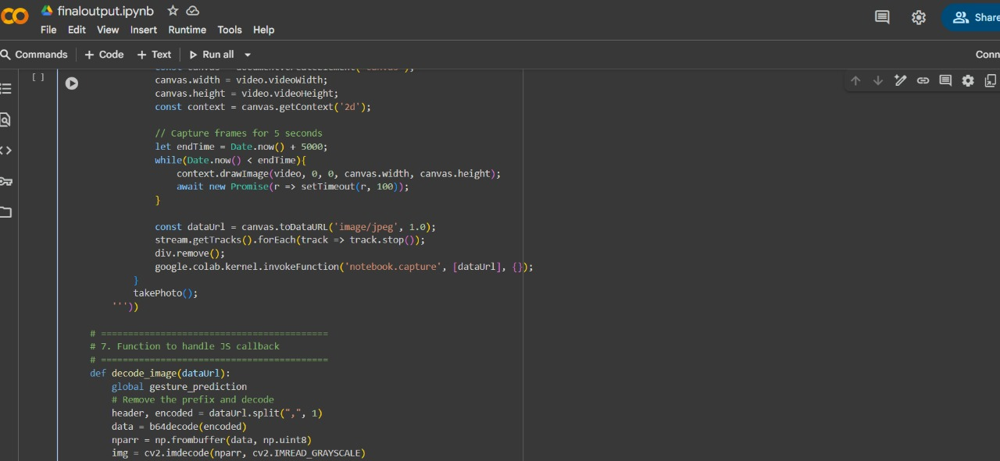 finaloutput.ipynb
File Edit View Insert Runtime Tools Help
Share
Commands + Code + Text Run all
Conn
[ ]
const canvas = document.createElement('canvas');
canvas.width = video.videoWidth;
canvas.height = video.videoHeight;
const context = canvas.getContext('2d');
// Capture frames for 5 seconds
let endTime = Date.now() + 5000;
while(Date.now() < endTime){
context.drawImage(video, 0, 0, canvas.width, canvas.height);
await new Promise(r => setTimeout(r, 100));
}
const dataUrl = canvas.toDataURL('image/jpeg', 1.0);
stream.getTracks().forEach(track => track.stop());
div.remove();
google.colab.kernel.invokeFunction('notebook.capture', [dataUrl], {});
}
takePhoto();
'''))
# ==========================================
# 7. Function to handle JS callback
# ==========================================
def decode_image(dataUrl):
global gesture_prediction
# Remove the prefix and decode
header, encoded = dataUrl.split(",", 1)
data = b64decode(encoded)
nparr = np.frombuffer(data, np.uint8)
img = cv2.imdecode(nparr, cv2.IMREAD_GRAYSCALE)